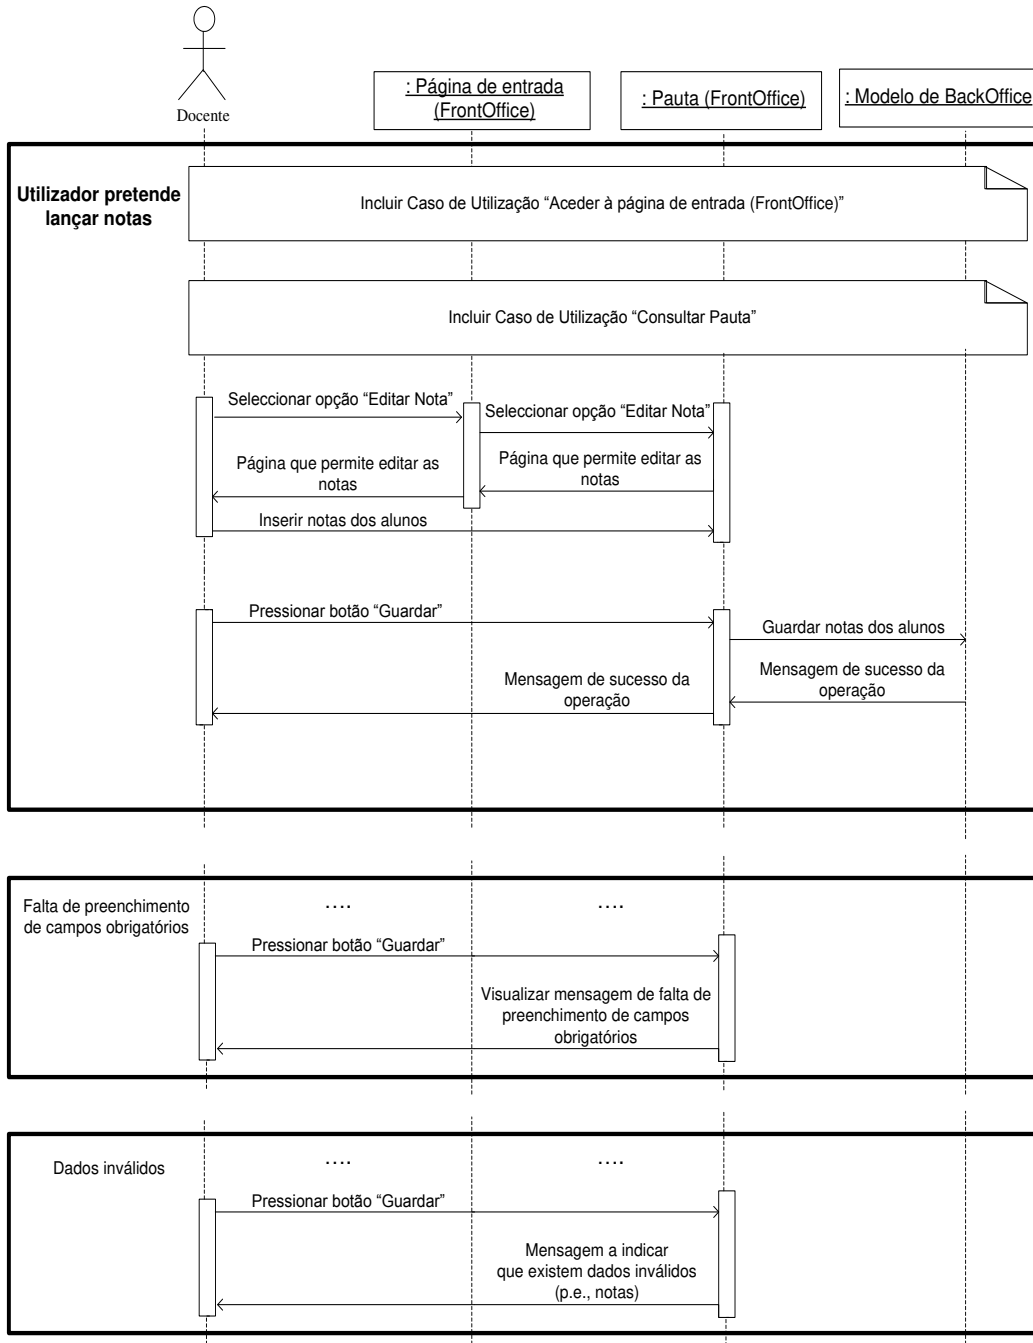 Docente
: Página de entrada
(FrontOffice)
: Pauta (FrontOffice)
: Modelo de BackOffice
Utilizador pretende
lançar notas
Incluir Caso de Utilização “Aceder à página de entrada (FrontOffice)”
Incluir Caso de Utilização “Consultar Pauta”
Seleccionar opção “Editar Nota”
Seleccionar opção “Editar Nota”
Página que permite editar as
notas
Página que permite editar as
notas
Inserir notas dos alunos
Pressionar botão “Guardar”
Guardar notas dos alunos
Mensagem de sucesso da
operação
Mensagem de sucesso da
operação
Falta de preenchimento
de campos obrigatórios
....
....
Pressionar botão “Guardar”
Visualizar mensagem de falta de
preenchimento de campos
obrigatórios
Dados inválidos
....
....
Pressionar botão “Guardar”
Mensagem a indicar
que existem dados inválidos
(p.e., notas)